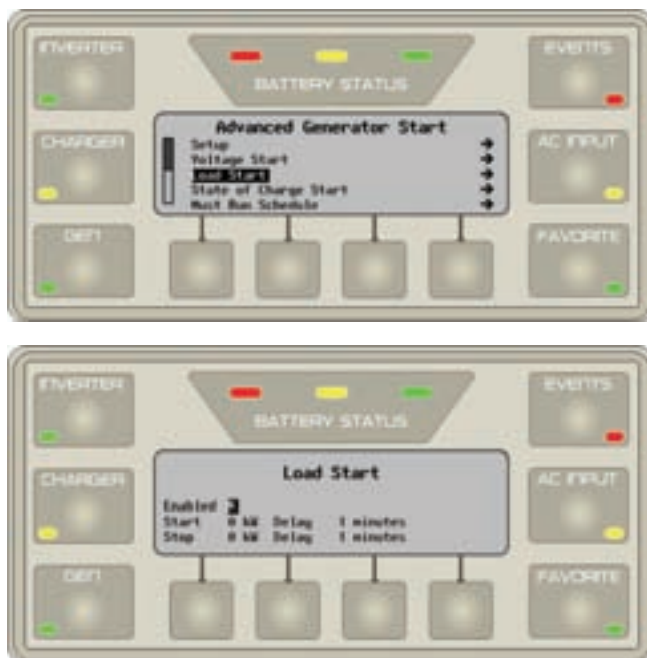 INVERTER
EVENTS
BATTERY STATUS
CHARGER
Advanced Generator Start
AC INPUT
Setup
Voltage Start
Load Start
State of Charge Start
Must Run Schedule
GEN
FAVORITE
INVERTER
EVENTS
BATTERY STATUS
CHARGER
Load Start
AC INPUT
Enabled
Start 0 kW Delay 1 minutes
Stop 0 kW Delay 1 minutes
GEN
FAVORITE